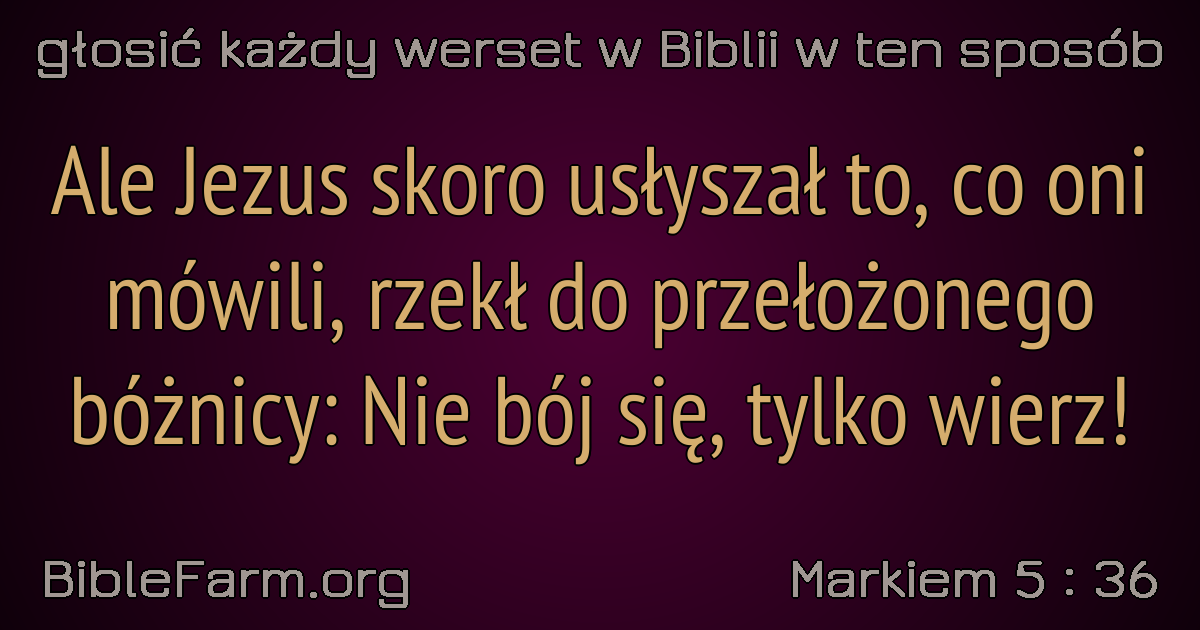 głosić każdy werset w Biblii w ten sposób
Ale Jezus skoro usłyszał to, co oni
mówili, rzekł do przełożonego
bóżnicy: Nie bój się, tylko wierz!
BibleFarm.org
Markiem 5 : 36